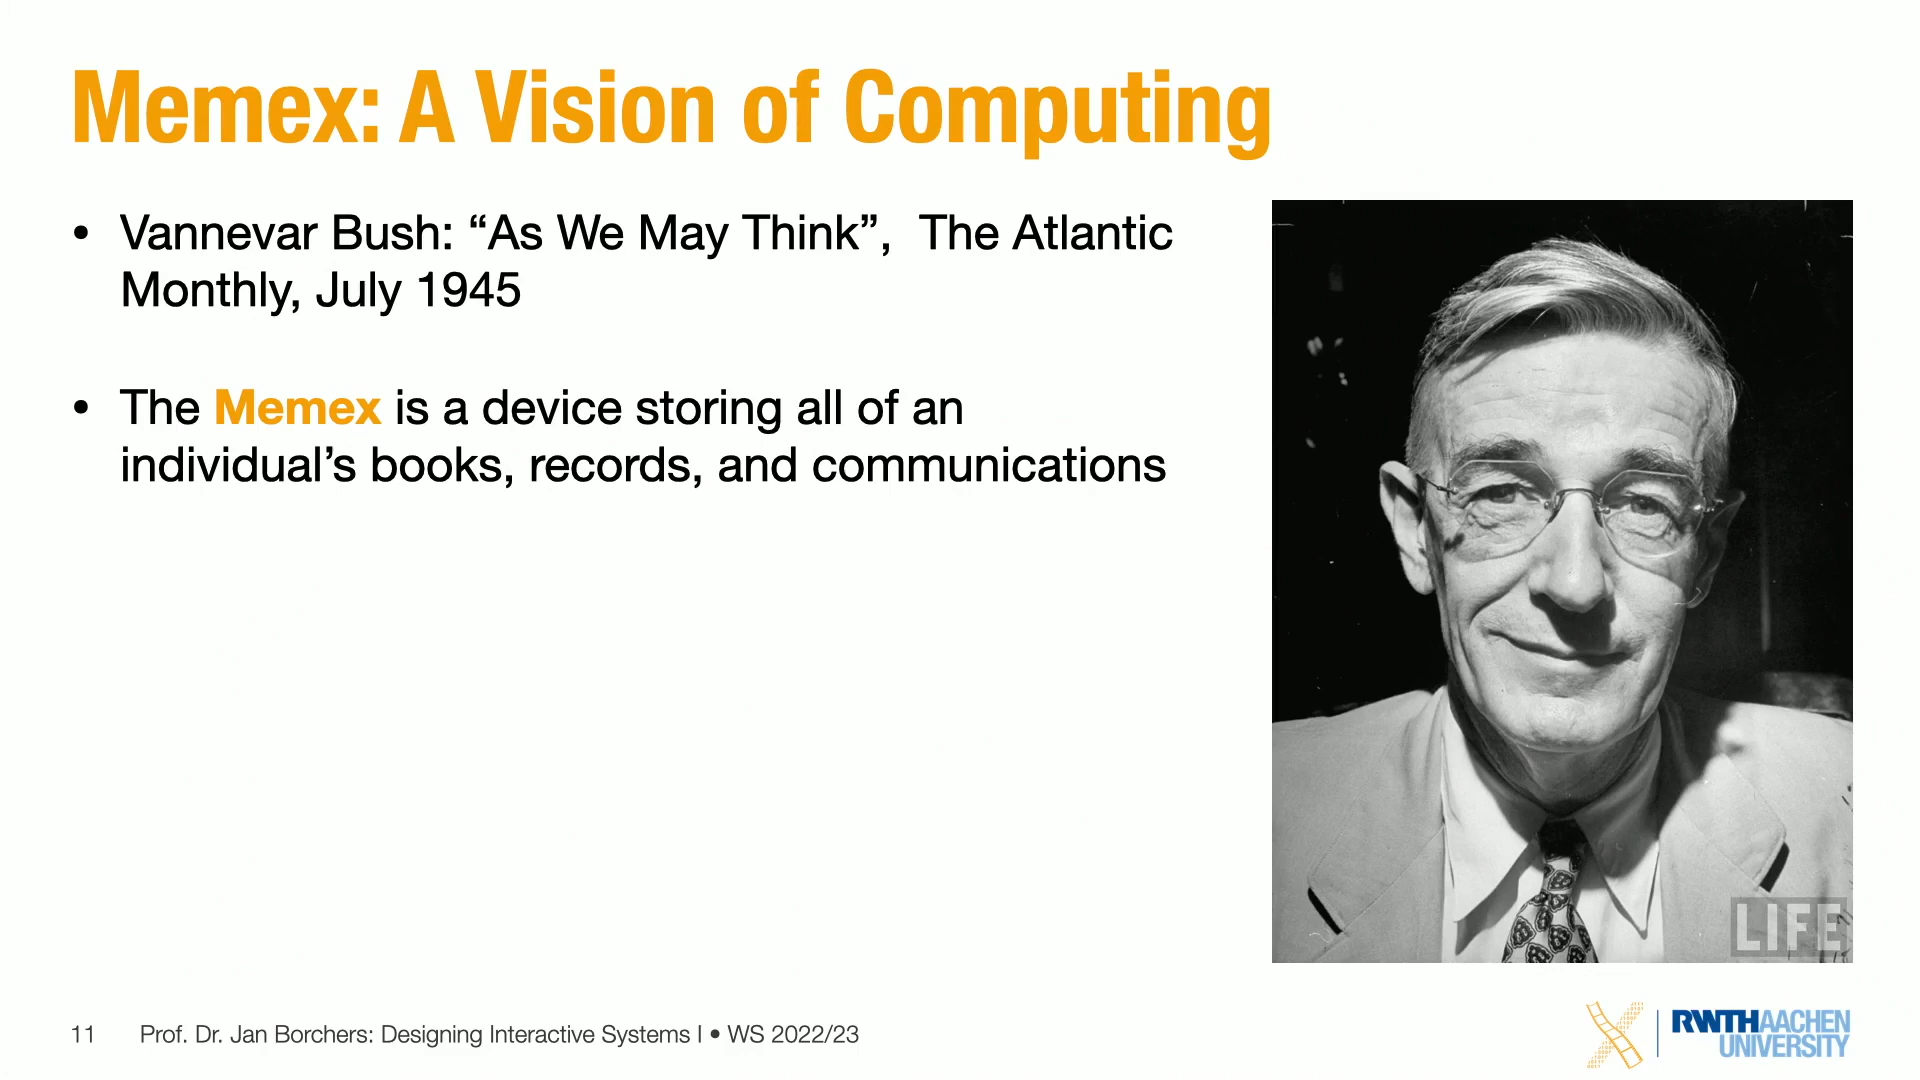 Memex: A Vision of Computing
• Vannevar Bush: “As We May Think”,  The Atlantic
Monthly, July 1945
• The Memex is a device storing all of an
individual’s books, records, and communications
LIFE
11 Prof. Dr. Jan Borchers: Designing Interactive Systems I • WS 2022/23
RWTHAACHEN
UNIVERSITY